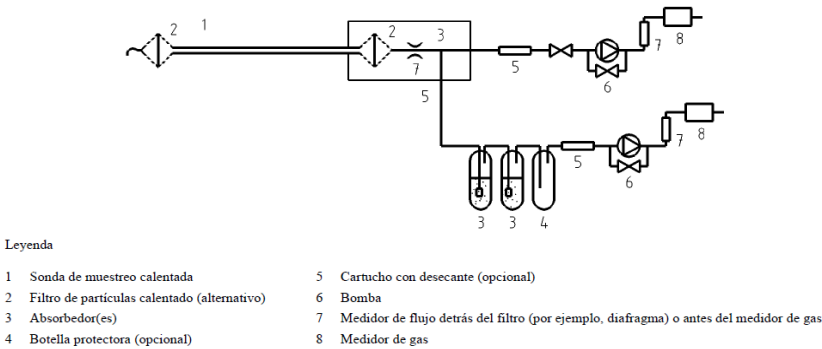 2 1 2 3 7 5 5 6 7 8
5 6 7 8
3 3 4
Leyenda
1 Sonda de muestreo calentada
2 Filtro de partículas calentado (alternativo)
3 Absorbedor(es)
4 Botella protectora (opcional)
5 Cartucho con desecante (opcional)
6 Bomba
7 Medidor de flujo detrás del filtro (por ejemplo, diafragma) o antes del medidor de gas
8 Medidor de gas